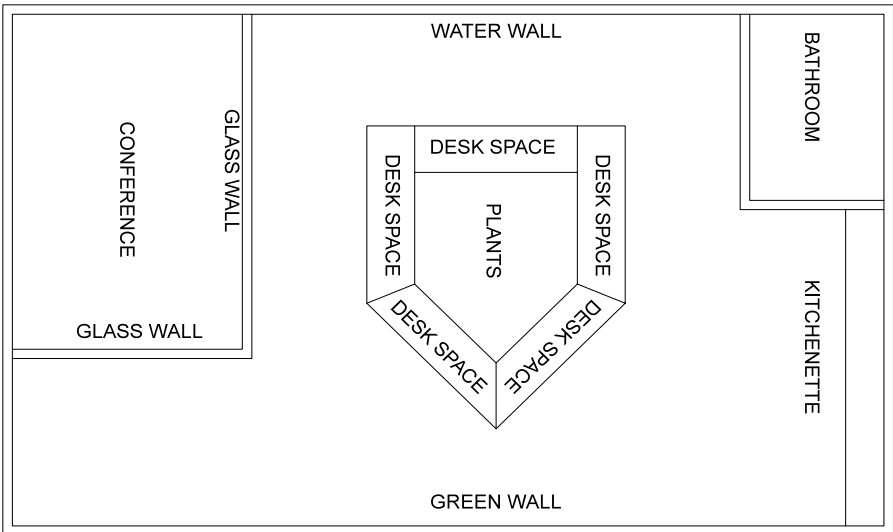 WATER WALL
BATHROOM
GLASS WALL
CONFERENCE
DESK SPACE
DESK SPACE
DESK SPACE
PLANTS
KITCHENETTE
GLASS WALL
DESK SPACE
DESK SPACE
GREEN WALL